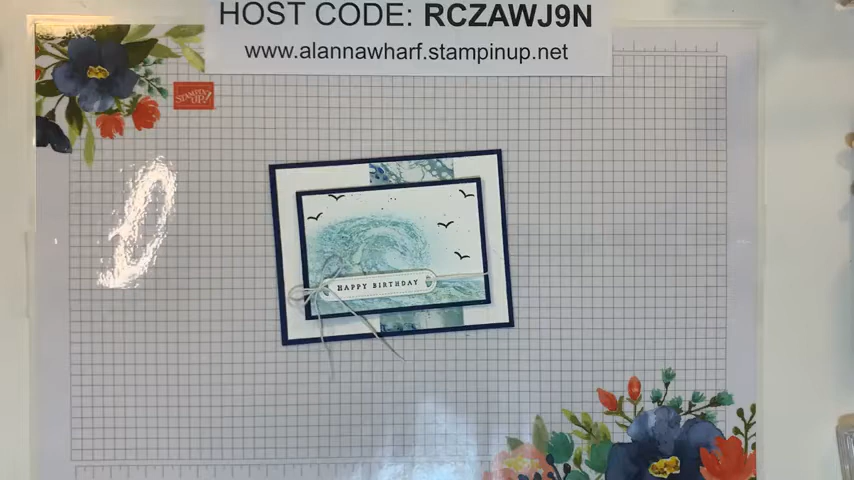 HOST CODE: RCZAWJ9N
www.alannawharf.stampinup.net
STAMPIN' UP!
HAPPY BIRTHDAY